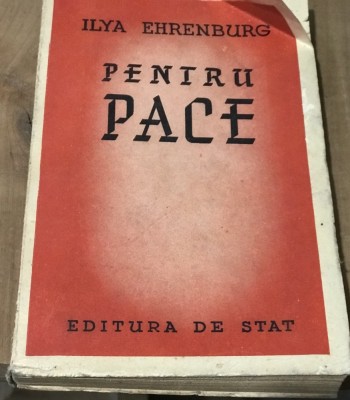 ILYA EHRENBURG
PENTRU
PACE
EDITURA DE STAT